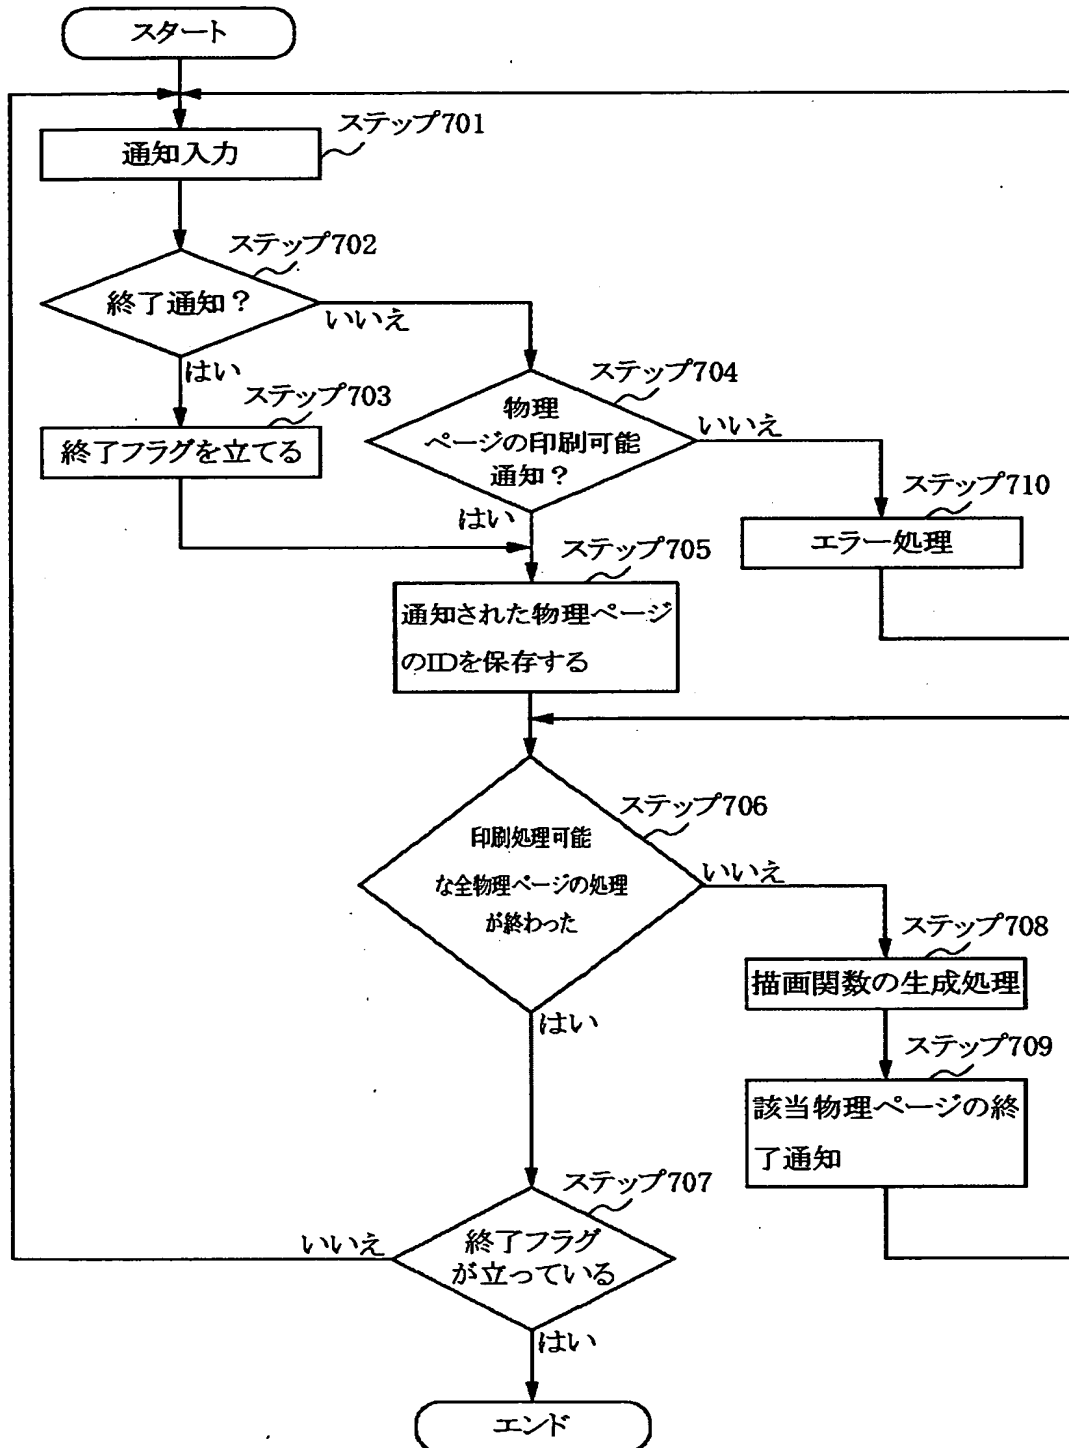 スタート
ステップ701
通知入力
ステップ702
終了通知？
いいえ
はい
ステップ703
終了フラグを立てる
ステップ704
物理
ページの印刷可能
通知？
いいえ
はい
ステップ710
エラー処理
ステップ705
通知された物理ページ
のIDを保存する
ステップ706
印刷処理可能
な全物理ページの処理
が終わった
いいえ
はい
ステップ708
描画関数の生成処理
ステップ709
該当物理ページの終
了通知
ステップ707
終了フラグ
が立っている
いいえ
はい
エンド